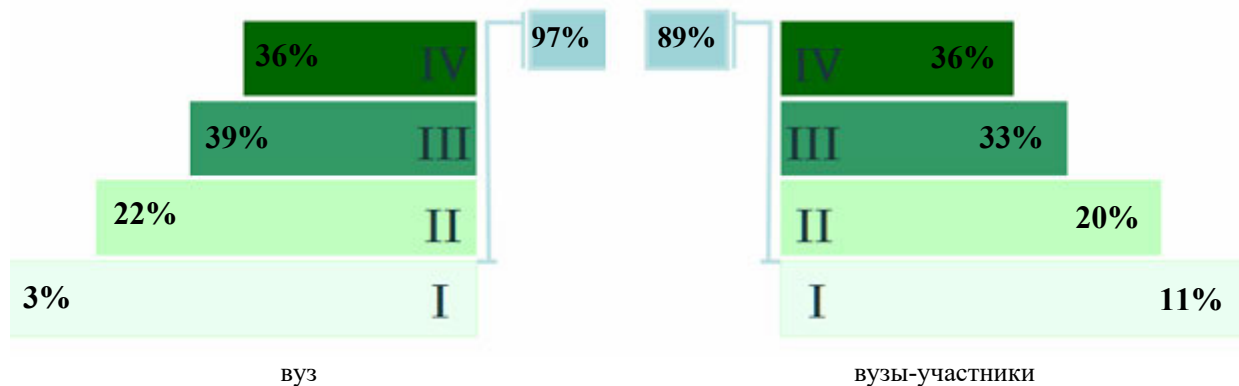 97% 89%
36% IV IV 36%
39% III III 33%
22% II II 20%
3% I I 11%
вуз вузы-участники